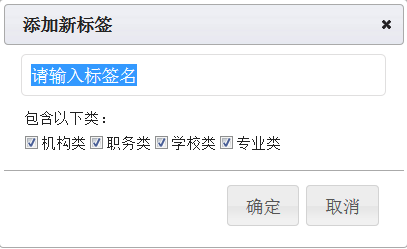 添加新标签
请输入标签名
包含以下类：
机构类 职务类 学校类 专业类
确定 取消